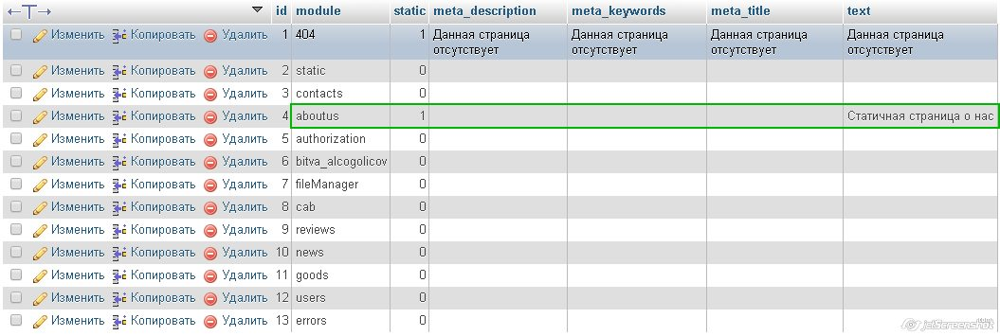 id module static meta_description meta_keywords meta_title text
Изменить Копировать Удалить 1 404 1 Данная страница отсутствует Данная страница отсутствует Данная страница отсутствует Данная страница отсутствует
Изменить Копировать Удалить 2 static 0
Изменить Копировать Удалить 3 contacts 0
Изменить Копировать Удалить 4 aboutus 1 Статичная страница о нас
Изменить Копировать Удалить 5 authorization 0
Изменить Копировать Удалить 6 bitva_alcogolicov 0
Изменить Копировать Удалить 7 fileManager 0
Изменить Копировать Удалить 8 cab 0
Изменить Копировать Удалить 9 reviews 0
Изменить Копировать Удалить 10 news 0
Изменить Копировать Удалить 11 goods 0
Изменить Копировать Удалить 12 users 0
Изменить Копировать Удалить 13 errors 0
jetScreenshot